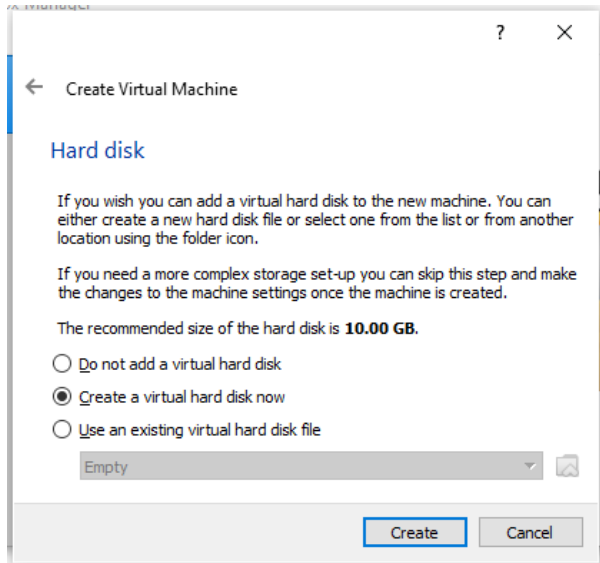 Manager
?
Create Virtual Machine
Hard disk
If you wish you can add a virtual hard disk to the new machine. You can
either create a new hard disk file or select one from the list or from another
location using the folder icon.
If you need a more complex storage set-up you can skip this step and make
the changes to the machine settings once the machine is created.
The recommended size of the hard disk is 10.00 GB.
Do not add a virtual hard disk
Create a virtual hard disk now
Use an existing virtual hard disk file
Empty
Create Cancel